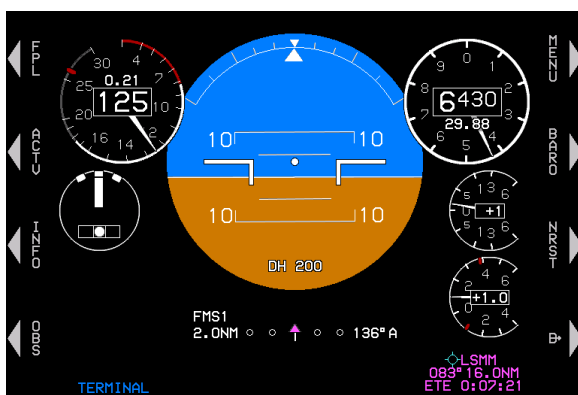 FPL
ACTV
INFO
OBS
MENU
BARO
NRST
B→
30
4
7
25
0.21
125
10
20
16
14
12
10
10
10
10
DH 200
9
0
1
8
2
6430
3
29.88
6
5
4
6
13
6
0
+1
5
13
6
2
4
6
+1.0
0
2
4
FMS1
2.0NM
136° A
LSMM
083° 16.0NM
ETE 0:07:21
TERMINAL